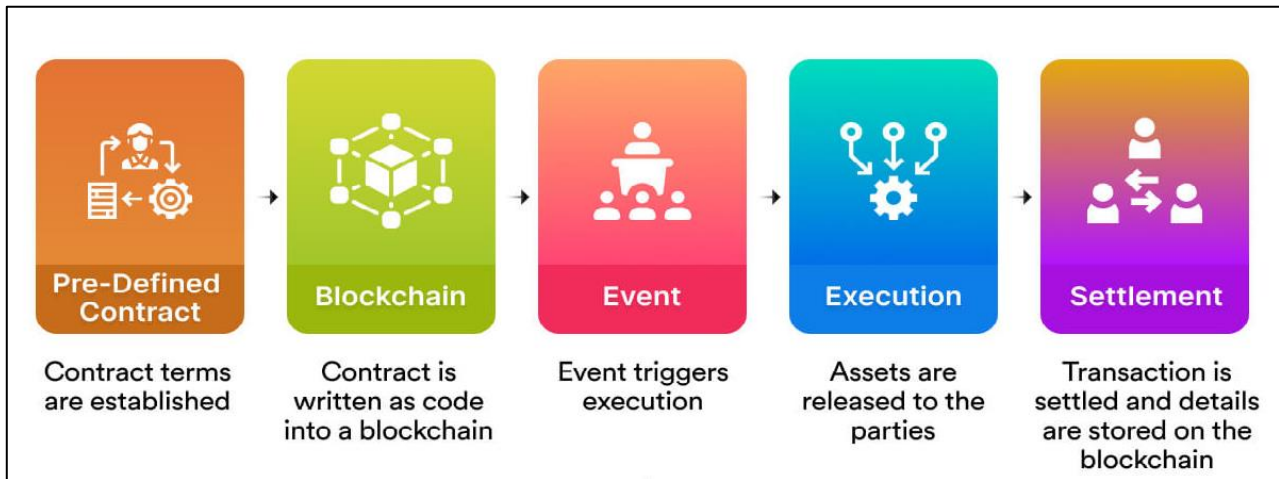 Pre-Defined
Contract
Blockchain
Event
Execution
Settlement
Contract terms
are established
Contract is
written as code
into a blockchain
Event triggers
execution
Assets are
released to the
parties
Transaction is
settled and details
are stored on the
blockchain